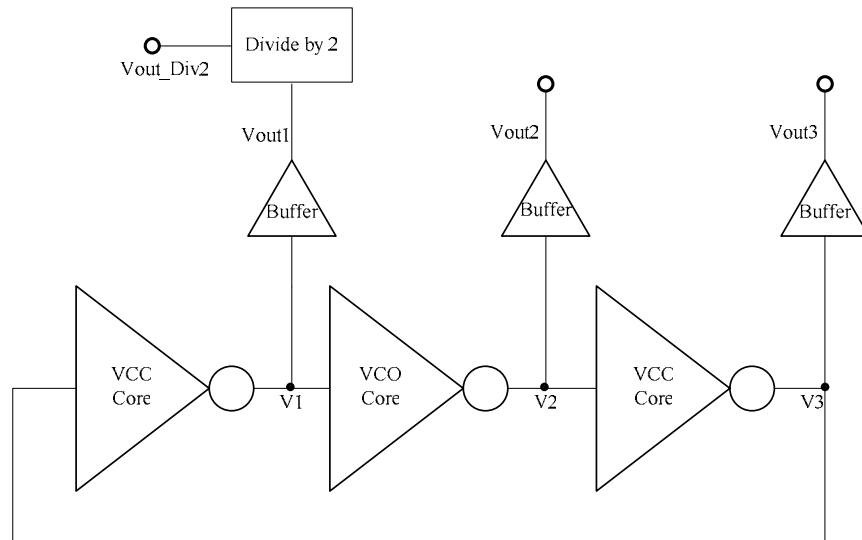 Divide by 2
Vout_Div2
Vout1
Vout2
Vout3
Buffer
Buffer
Buffer
VCC
Core
VCO
Core
VCC
Core
V1
V2
V3